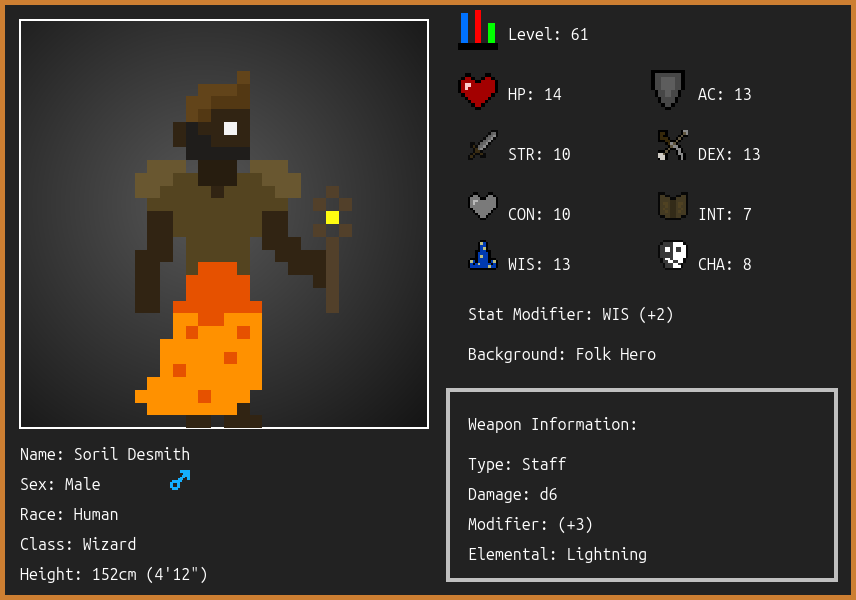 Level: 61
HP: 14
AC: 13
STR: 10
DEX: 13
CON: 10
INT: 7
WIS: 13
CHA: 8
Stat Modifier: WIS (+2)
Background: Folk Hero
Weapon Information:
Type: Staff
Damage: d6
Modifier: (+3)
Elemental: Lightning
Name: Soril Desmith
Sex: Male
Race: Human
Class: Wizard
Height: 152cm (4'12")